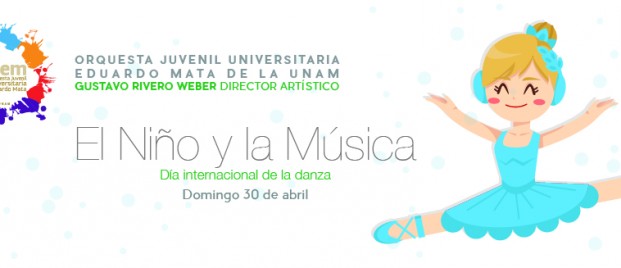 em
ORQUESTA JUVENIL UNIVERSITARIA
EDUARDO MATA DE LA UNAM
GUSTAVO RIVERO WEBER DIRECTOR ARTÍSTICO
El Niño y la Música
Día internacional de la danza
Domingo 30 de abril